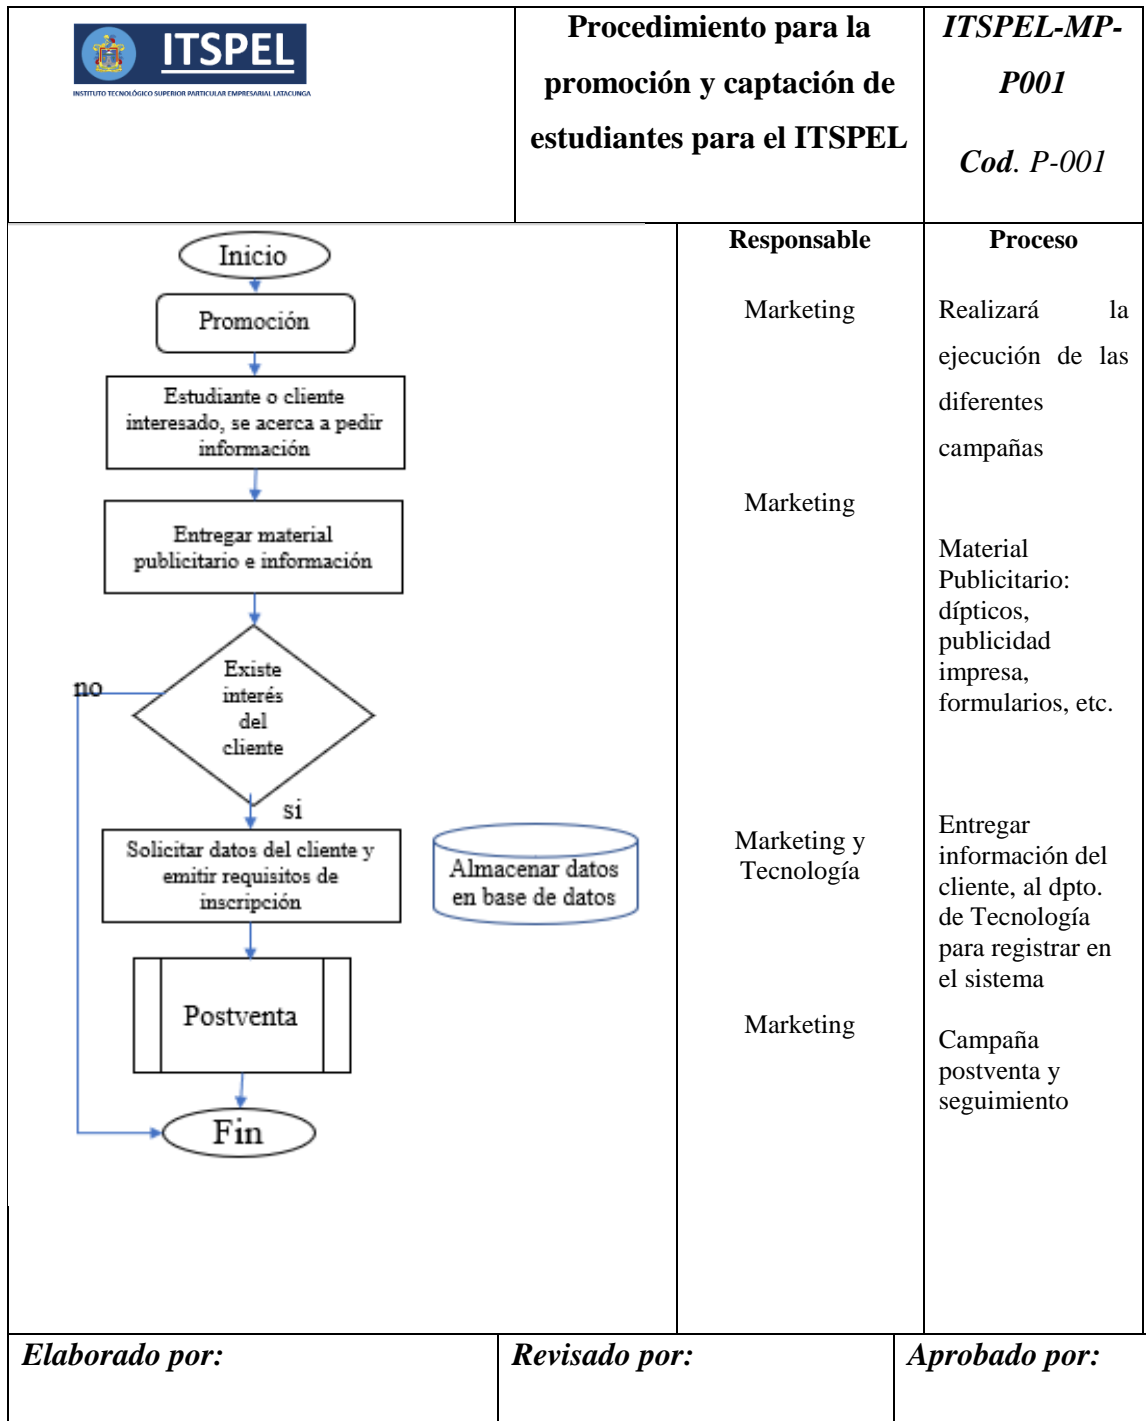 ITSPEL
INSTITUTO TECNOLÓGICO SUPERIOR PARTICULAR EMPRESARIAL LATACUNGA
Procedimiento para la
promoción y captación de
estudiantes para el ITSPEL
ITSPEL-MP-
P001
Cod. P-001
Inicio
Promoción
Estudiante o cliente
interesado, se acerca a pedir
información
Entregar material
publicitario e información
Existe
interés
del
cliente
no
si
Solicitar datos del cliente y
emitir requisitos de
inscripción
Almacenar datos
en base de datos
Postventa
Fin
Responsable
Marketing
Marketing
Marketing y
Tecnología
Marketing
Proceso
Realizará la
ejecución de las
diferentes
campañas
Material
Publicitario:
dípticos,
publicidad
impresa,
formularios, etc.
Entregar
información del
cliente, al dpto.
de Tecnología
para registrar en
el sistema
Campaña
postventa y
seguimiento
Elaborado por:
Revisado por:
Aprobado por: